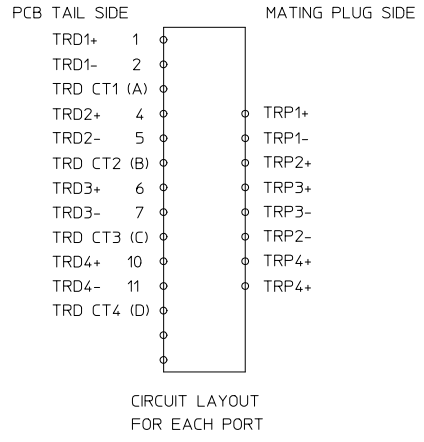 PCB TAIL SIDE MATING PLUG SIDE
TRD1+ 1
TRD1- 2
TRD CT1 (A)
TRD2+ 4 TRP1+
TRD2- 5 TRP1-
TRD CT2 (B) TRP2+
TRD3+ 6 TRP3+
TRD3- 7 TRP3-
TRD CT3 (C) TRP2-
TRD4+ 10 TRP4+
TRD4- 11 TRP4+
TRD CT4 (D)
CIRCUIT LAYOUT
FOR EACH PORT